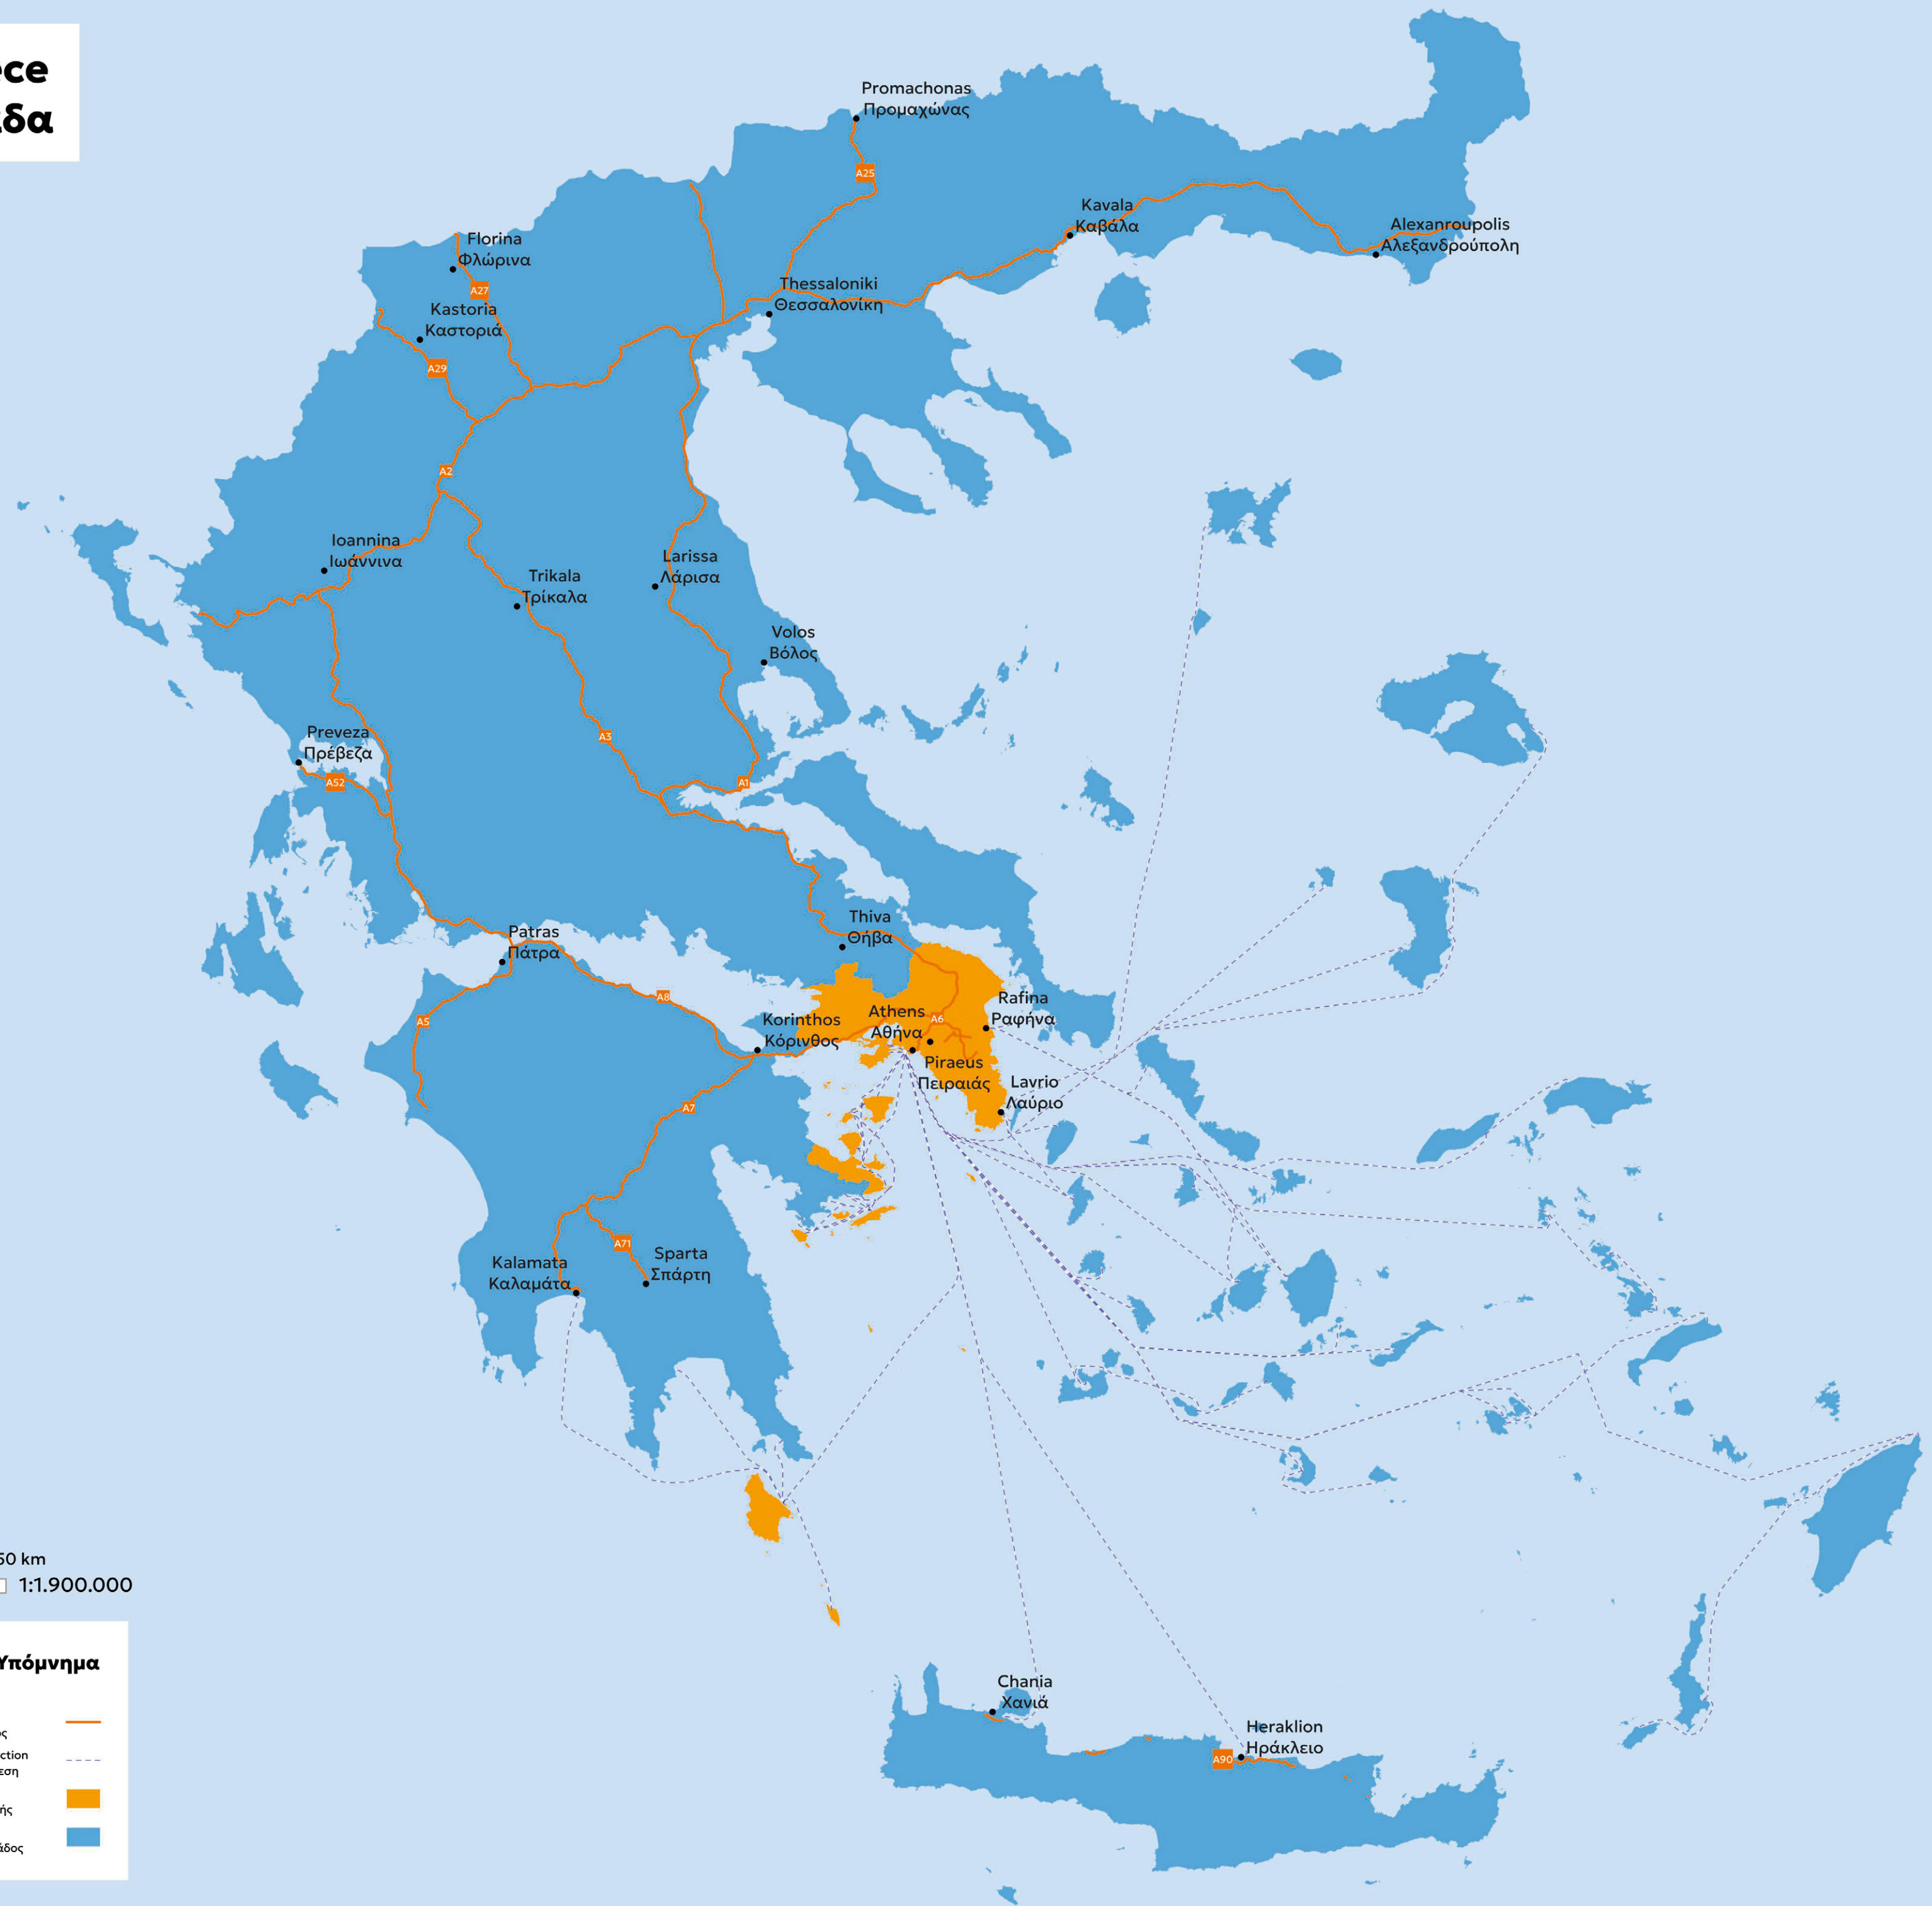 Promachonas
Προμαχώνας
A25
Kavala
Καβάλα
Alexanroupolis
Αλεξανδρούπολη
Florina
Φλώρινα
A27
Thessaloniki
Θεσσαλονίκη
Kastoria
Καστοριά
A29
A2
Ioannina
Ιωάννινα
Larissa
Λάρισα
Trikala
Τρίκαλα
Volos
Βόλος
Preveza
Πρέβεζα
A52
A3
A1
Thiva
Θήβα
Patras
Πάτρα
A8
A5
Korinthos
Κόρινθος
Athens
Αθήνα
A6
Rafina
Ραφήνα
Piraeus
Πειραιάς
Lavrio
Λαύριο
A7
A71
Sparta
Σπάρτη
Kalamata
Καλαμάτα
50 km
1:1.900.000
Υπόμνημα
Chania
Χανιά
Heraklion
Ηράκλειο
A90